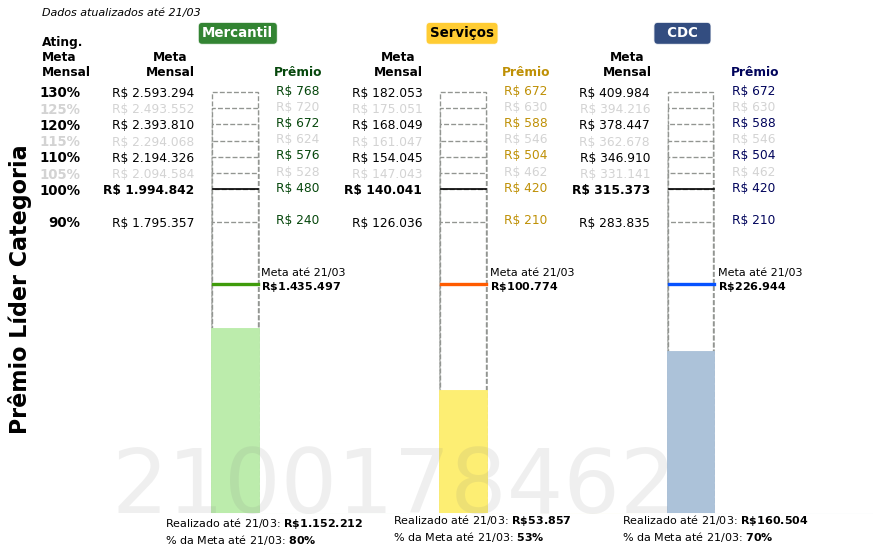 Dados atualizados até 21/03
Mercantil Serviços CDC
Ating. Meta Mensal
Meta Mensal Prêmio Meta Mensal Prêmio Meta Mensal Prêmio
130% R$ 2.593.294 R$ 768 R$ 182.053 R$ 672 R$ 409.984 R$ 672
125% R$ 2.493.552 R$ 720 R$ 175.051 R$ 630 R$ 394.216 R$ 630
120% R$ 2.393.810 R$ 672 R$ 168.049 R$ 588 R$ 378.447 R$ 588
115% R$ 2.294.068 R$ 624 R$ 161.047 R$ 546 R$ 362.678 R$ 546
110% R$ 2.194.326 R$ 576 R$ 154.045 R$ 504 R$ 346.910 R$ 504
105% R$ 2.094.584 R$ 528 R$ 147.043 R$ 462 R$ 331.141 R$ 462
100% R$ 1.994.842 R$ 480 R$ 140.041 R$ 420 R$ 315.373 R$ 420
90% R$ 1.795.357 R$ 240 R$ 126.036 R$ 210 R$ 283.835 R$ 210
Prêmio Líder Categoria
Meta até 21/03 Meta até 21/03 Meta até 21/03
R$1.435.497 R$100.774 R$226.944
2100178462
Realizado até 21/03: R$1.152.212 Realizado até 21/03: R$53.857 Realizado até 21/03: R$160.504
% da Meta até 21/03: 80% % da Meta até 21/03: 53% % da Meta até 21/03: 70%